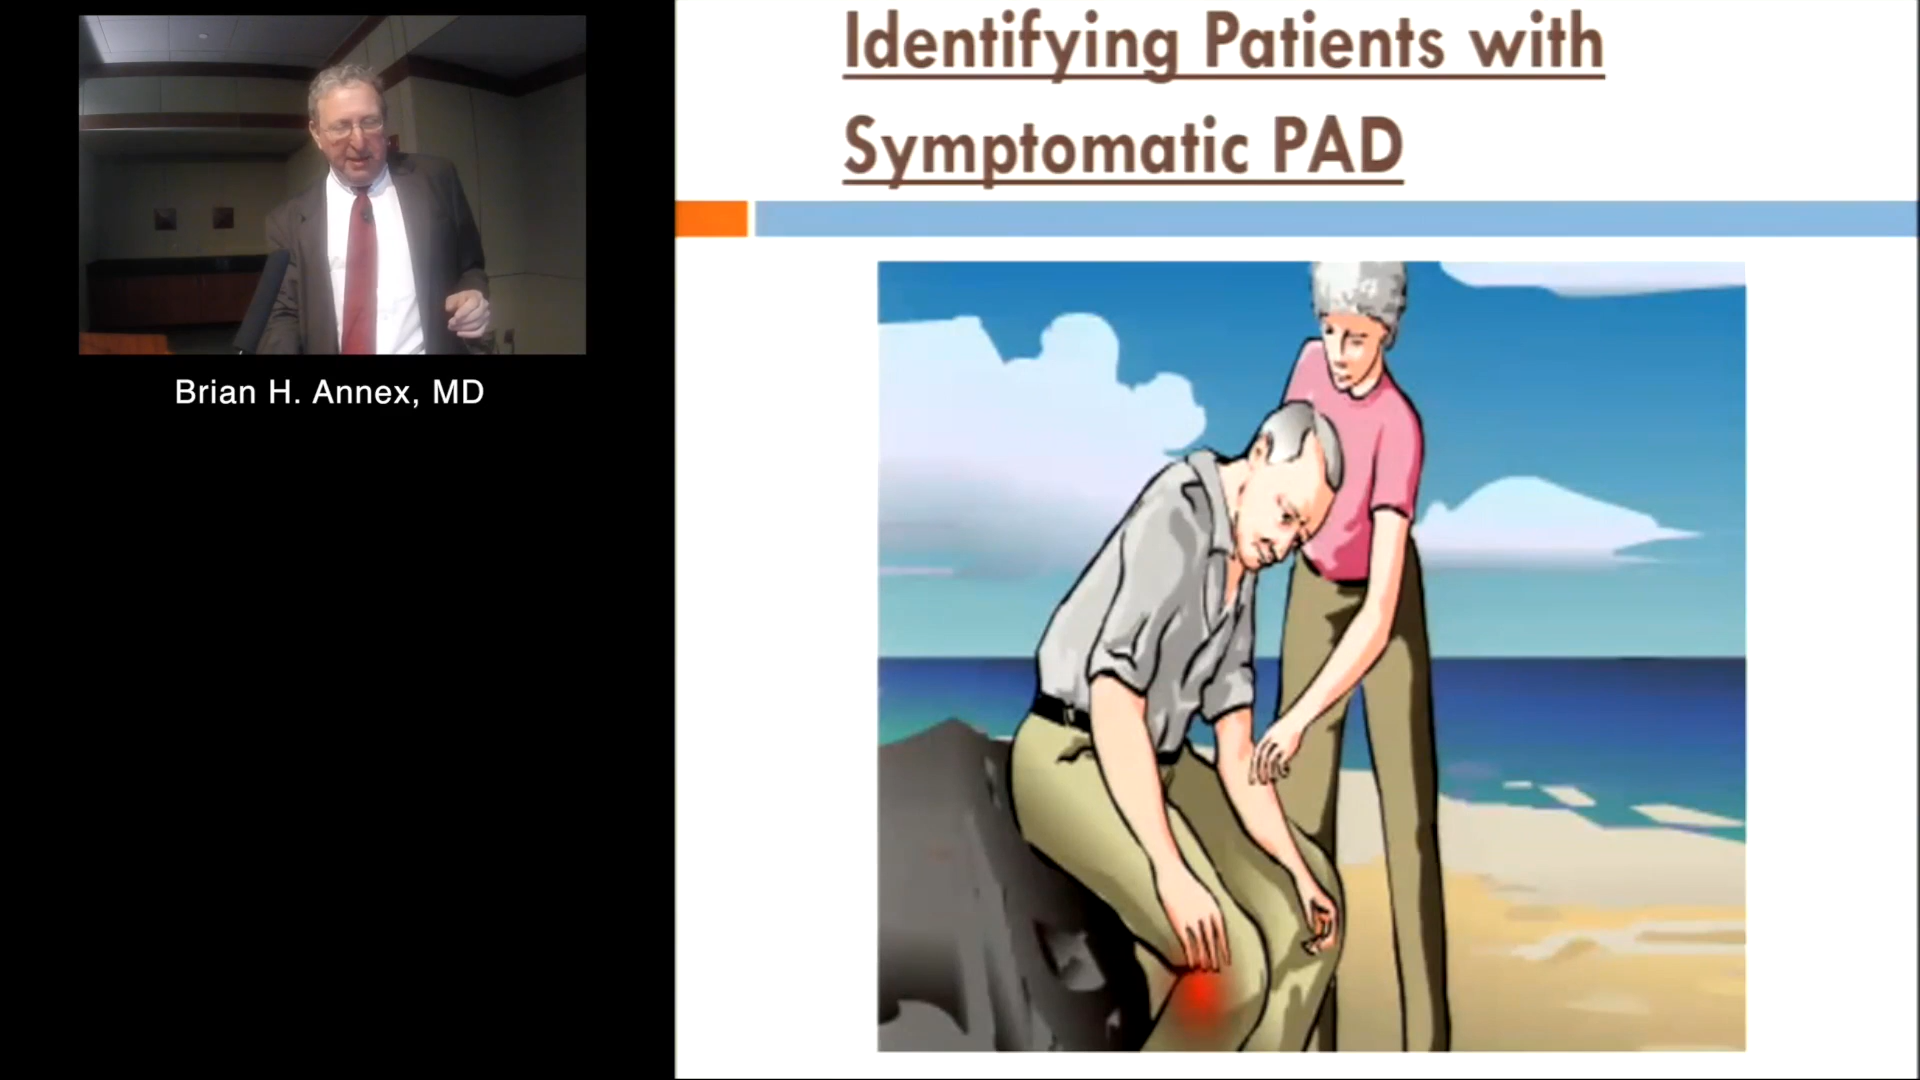 Identifying Patients with
Symptomatic PAD
Brian H. Annex, MD